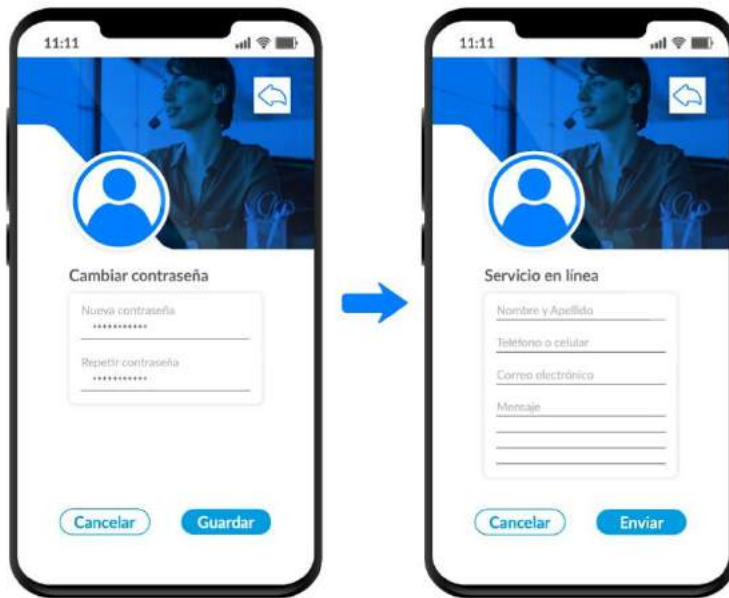 11:11
Cambiar contraseña
Nueva contraseña
***********
Repetir contraseña
***********
Cancelar
Guardar
11:11
Servicio en línea
Nombre y Apellido
Teléfono o celular
Correo electrónico
Mensaje
Cancelar
Enviar